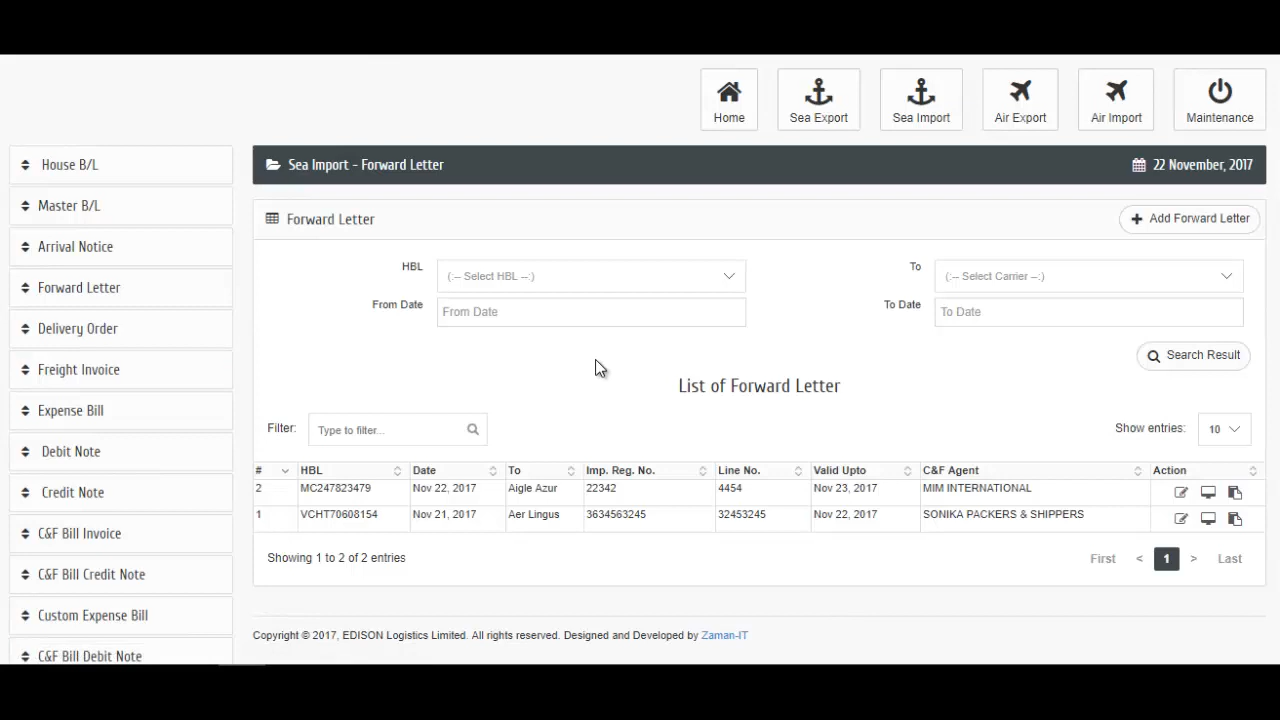 Home
Sea Export
Sea Import
Air Export
Air Import
Maintenance
House B/L
Master B/L
Arrival Notice
Forward Letter
Delivery Order
Freight Invoice
Expense Bill
Debit Note
Credit Note
C&F Bill Invoice
C&F Bill Credit Note
Custom Expense Bill
C&F Bill Debit Note
Sea Import - Forward Letter
22 November, 2017
Forward Letter
Add Forward Letter
HBL
(:-- Select HBL --:)
To
(:-- Select Carrier --:)
From Date
From Date
To Date
To Date
Search Result
List of Forward Letter
Filter:
Type to filter...
Show entries:
10
# HBL Date To Imp. Reg. No. Line No. Valid Upto C&F Agent Action
2 MC247823479 Nov 22, 2017 Aigle Azur 22342 4454 Nov 23, 2017 MIM INTERNATIONAL
1 VCHT70608154 Nov 21, 2017 Aer Lingus 3634563245 32453245 Nov 22, 2017 SONIKA PACKERS & SHIPPERS
Showing 1 to 2 of 2 entries
First < 1 > Last
Copyright © 2017, EDISON Logistics Limited. All rights reserved. Designed and Developed by Zaman-IT